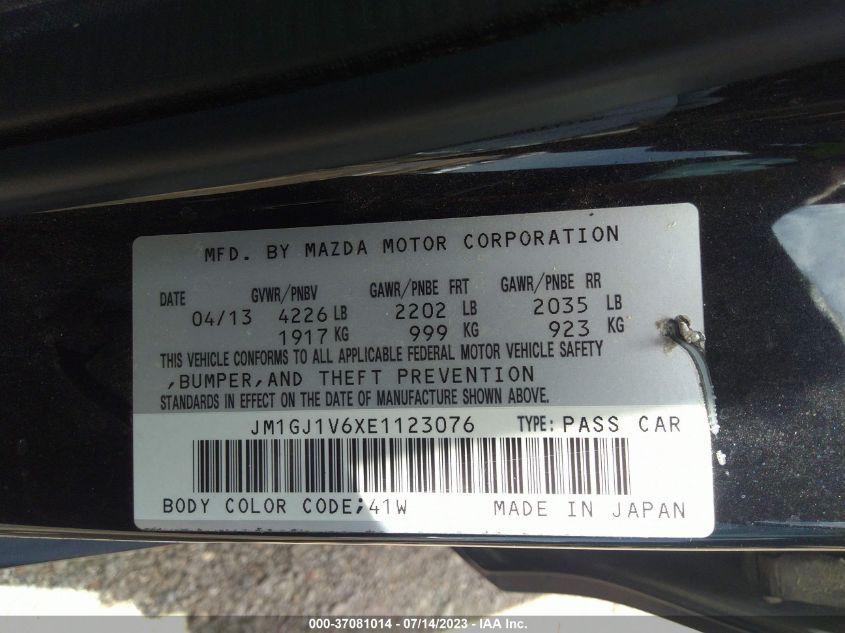 MFD. BY MAZDA MOTOR CORPORATION
DATE GVWR/PNBV GAWR/PNBE FRT GAWR/PNBE RR
04/13 4226 LB 2202 LB 2035 LB
1917 KG 999 KG 923 KG
THIS VEHICLE CONFORMS TO ALL APPLICABLE FEDERAL MOTOR VEHICLE SAFETY
,BUMPER,AND THEFT PREVENTION
STANDARDS IN EFFECT ON THE DATE OF MANUFACTURE SHOWN ABOVE.
JM1GJ1V6XE1123076 TYPE: PASS CAR
BODY COLOR CODE;41W MADE IN JAPAN
000-37081014 - 07/14/2023 - © IAA Inc.